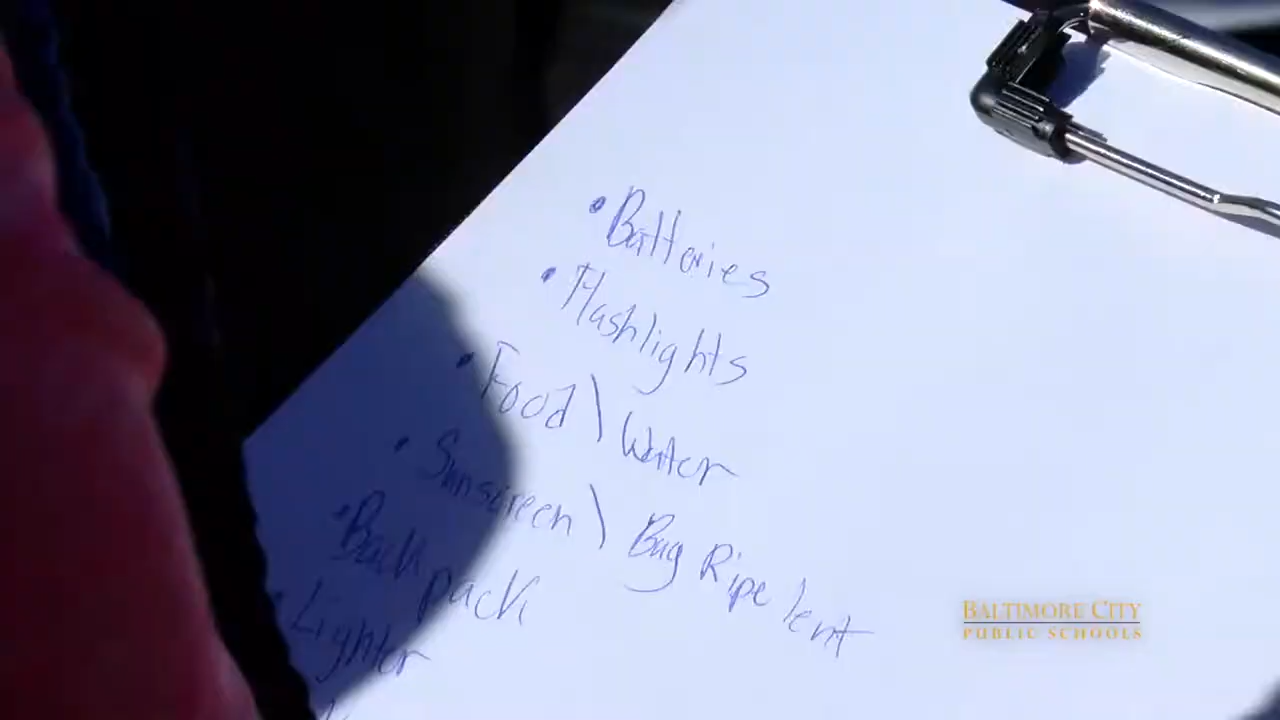 • Batteries
• Flashlights
• Food \ Water
• Sunscreen \ Bug Ripelent
• Back pack
• Lighter
BALTIMORE CITY
PUBLIC SCHOOLS